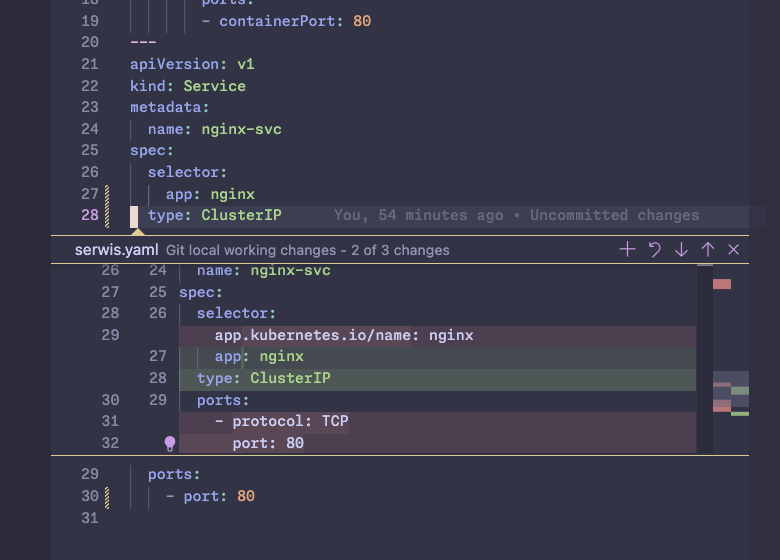 18 ports:
19 - containerPort: 80
20 ---
21 apiVersion: v1
22 kind: Service
23 metadata:
24 name: nginx-svc
25 spec:
26 selector:
27 app: nginx
28 type: ClusterIP You, 54 minutes ago • Uncommitted changes
serwis.yaml Git local working changes - 2 of 3 changes
26 24 name: nginx-svc
27 25 spec:
28 26 selector:
29 app.kubernetes.io/name: nginx
27 app: nginx
28 type: ClusterIP
30 29 ports:
31 - protocol: TCP
32 port: 80
29 ports:
30 - port: 80
31